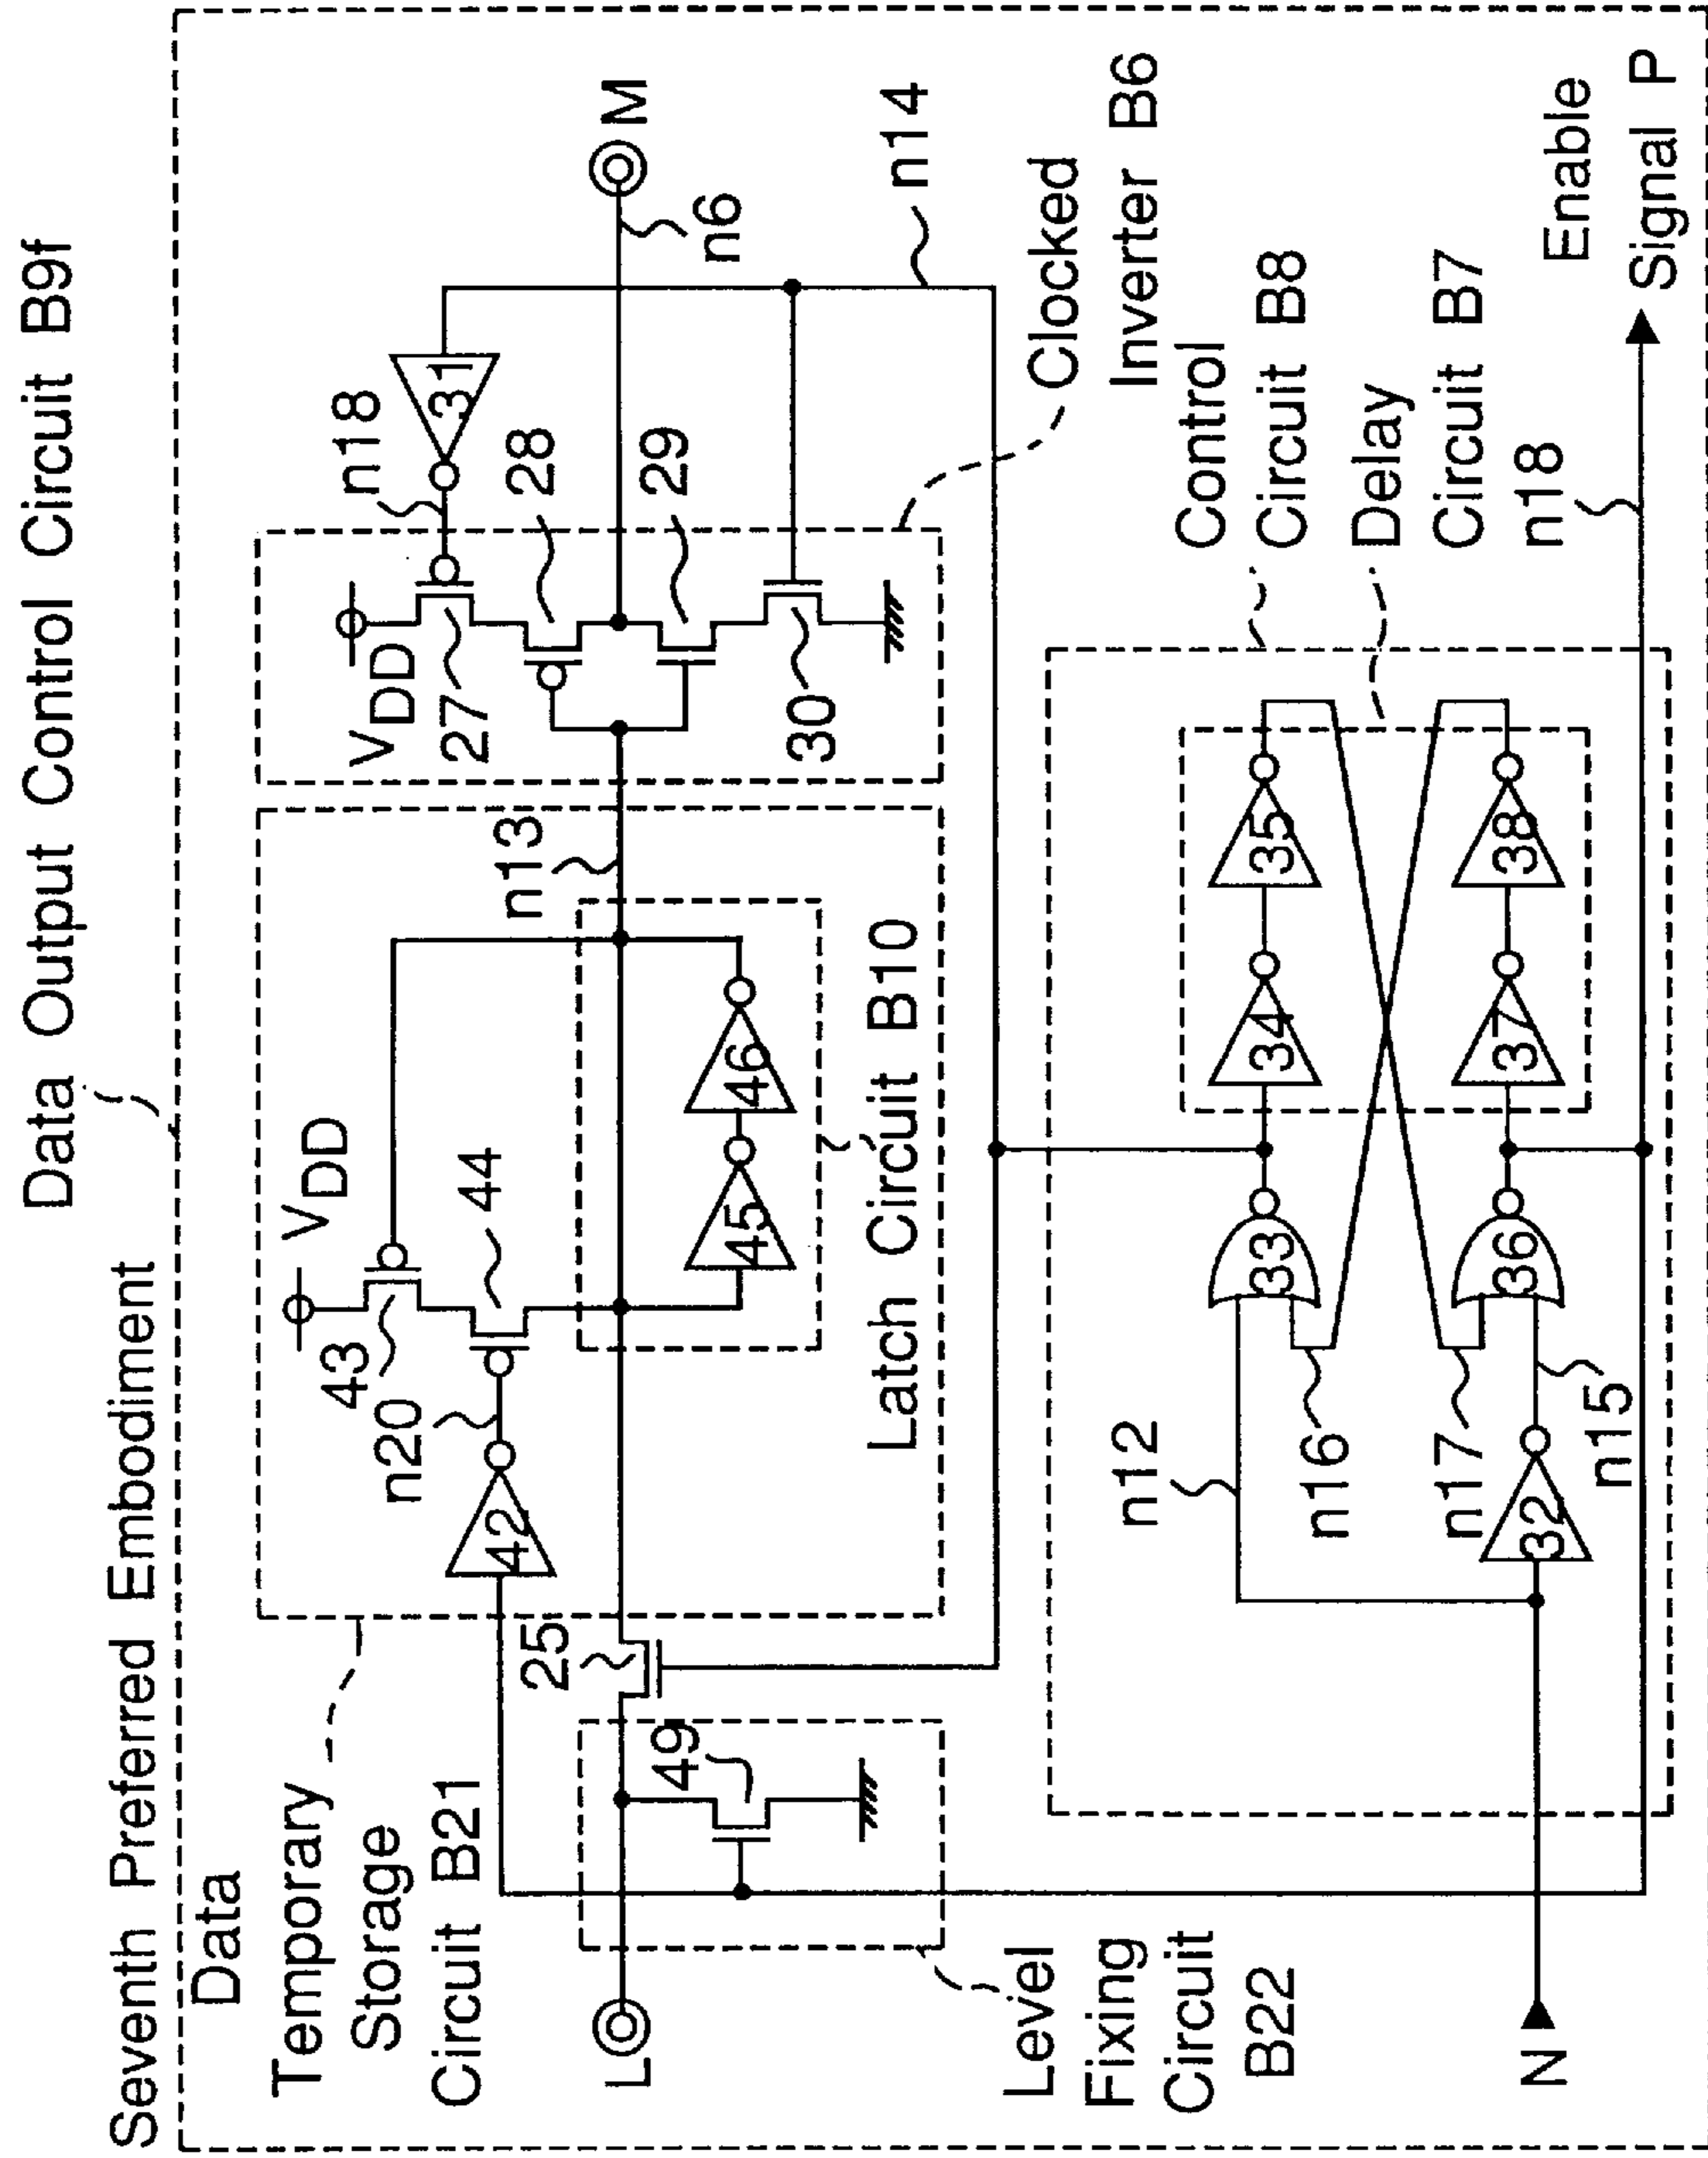 Data Output Control Circuit B9f
Seventh Preferred Embodiment
Data
Temporary
Storage
Circuit B21
V
DD
43
44
n20
42
25
n13
45
46
Latch Circuit B10
V
DD
27
28
29
30
n18
31
M
n6
n14
Clocked
Inverter B6
L
49
Level
Fixing
Circuit
B22
Control
Circuit B8
Delay
Circuit B7
n18
Enable
Signal P
n12
n16
n17
n15
33
34
35
36
37
38
32
N